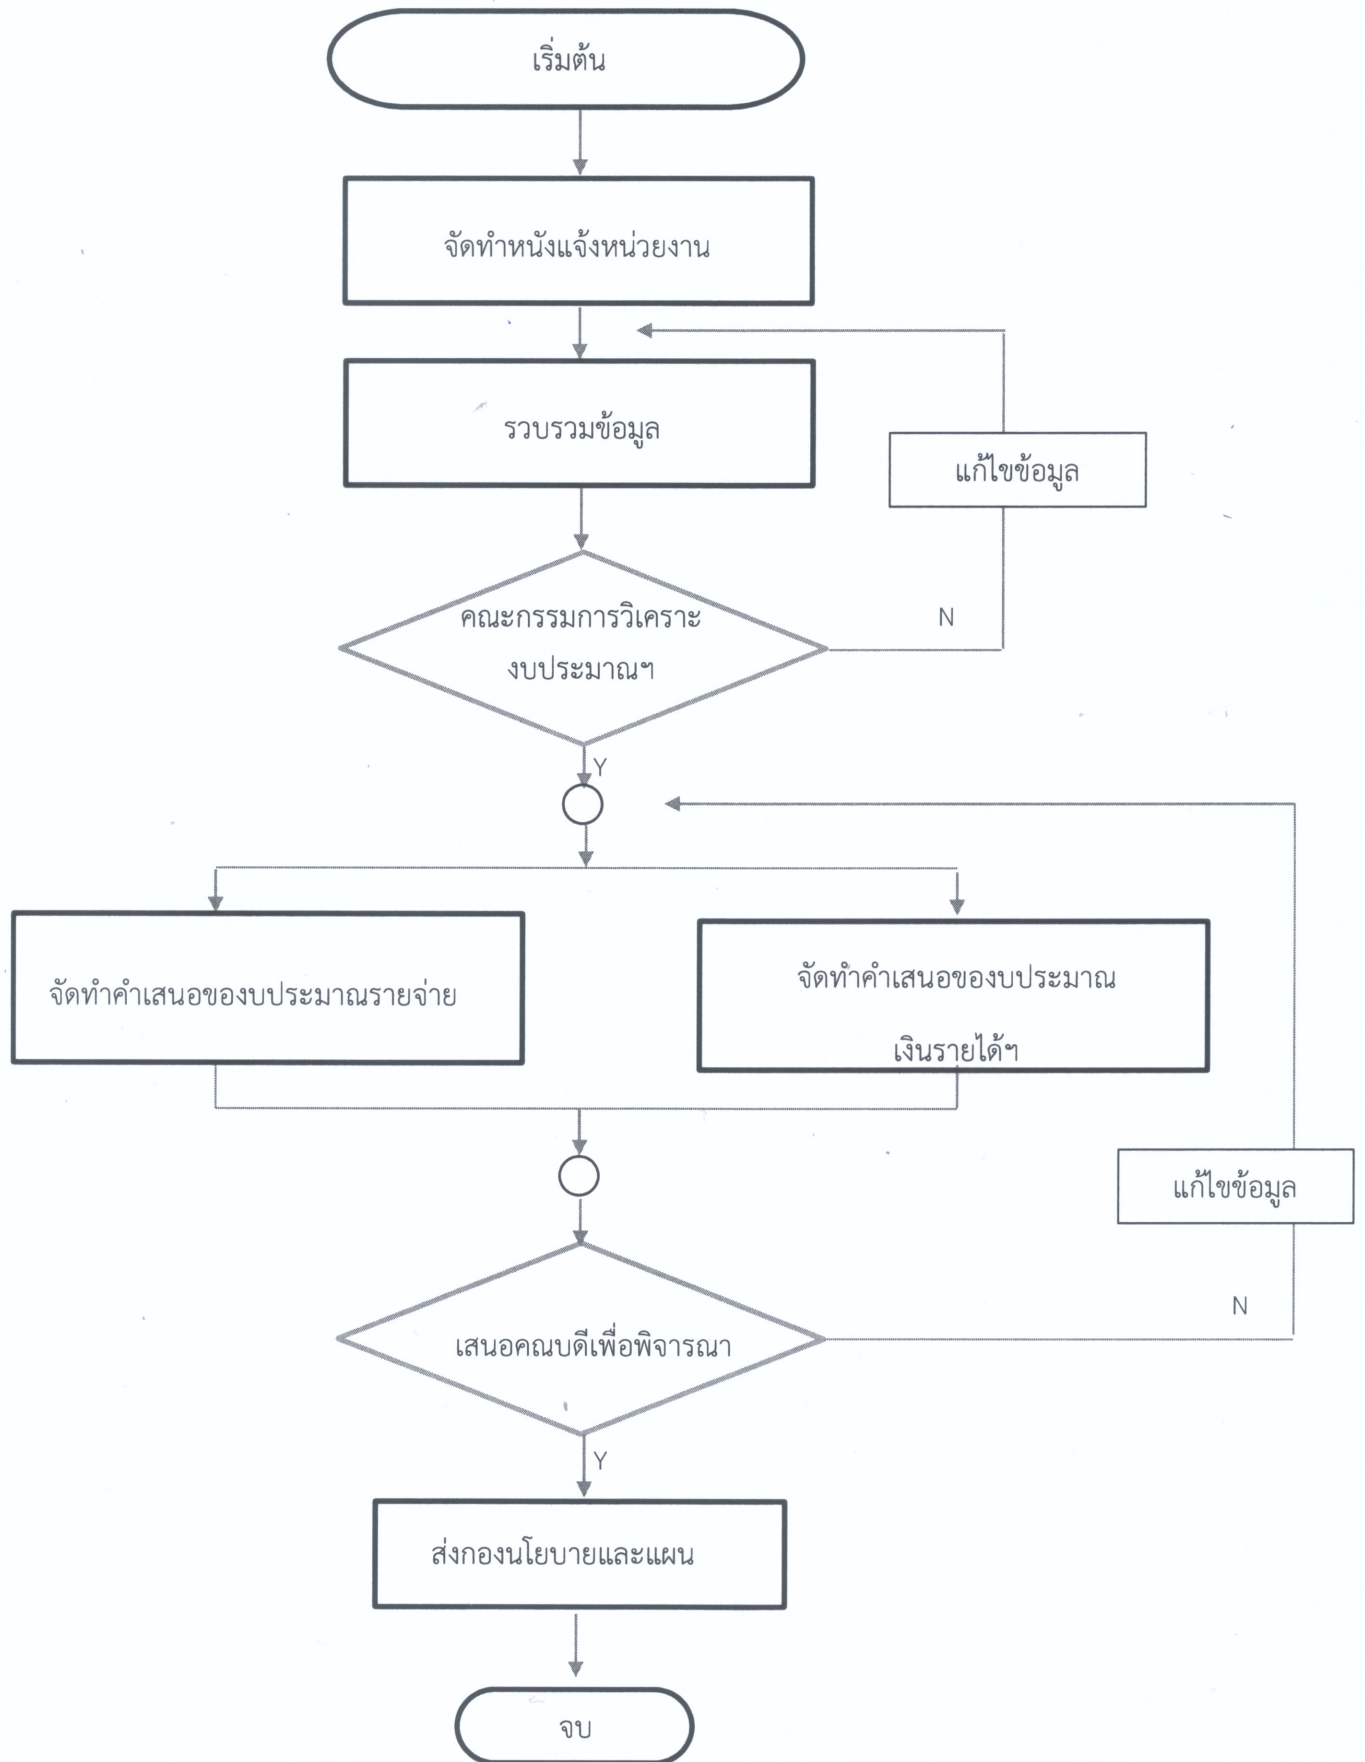 เริ่มต้น
จัดทำหนังแจ้งหน่วยงาน
รวบรวมข้อมูล
แก้ไขข้อมูล
คณะกรรมการวิเคราะ
งบประมาณฯ
N
Y
จัดทำคำเสนอของบประมาณรายจ่าย
จัดทำคำเสนอของบประมาณ
เงินรายได้ฯ
แก้ไขข้อมูล
เสนอคณบดีเพื่อพิจารณา
N
Y
ส่งกองนโยบายและแผน
จบ